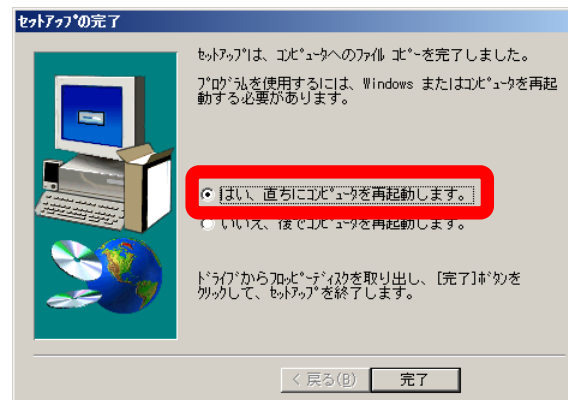 ｾｯﾄｱｯﾌﾟの完了
ｾｯﾄｱｯﾌﾟは、ｺﾝﾋﾟｭｰﾀへのﾌｧｲﾙ ｺﾋﾟｰを完了しました。
ﾌﾟﾛｸﾞﾗﾑを使用するには、Windows またはｺﾝﾋﾟｭｰﾀを再起
動する必要があります。
はい、直ちにｺﾝﾋﾟｭｰﾀを再起動します。
いいえ、後でｺﾝﾋﾟｭｰﾀを再起動します。
ﾄﾞﾗｲﾌﾞからﾌﾛｯﾋﾟｰﾃﾞｨｽｸを取り出し、[完了]ﾎﾞﾀﾝを
ｸﾘｯｸして、ｾｯﾄｱｯﾌﾟを終了します。
< 戻る(B)
完了